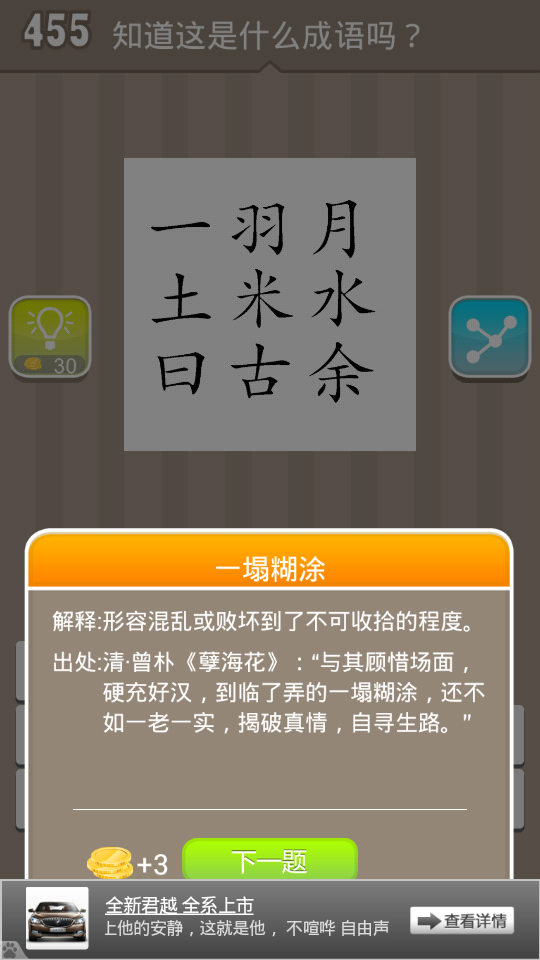 455 知道这是什么成语吗？
一 羽 月
土 米 水
曰 古 余
30
一塌糊涂
解释:形容混乱或败坏到了不可收拾的程度。
出处:清·曾朴《孽海花》：“与其顾惜场面，
硬充好汉，到临了弄的一塌糊涂，还不
如一老一实，揭破真情，自寻生路。”
+3 下一题
全新君越 全系上市
上他的安静，这就是他， 不喧哗 自由声
查看详情